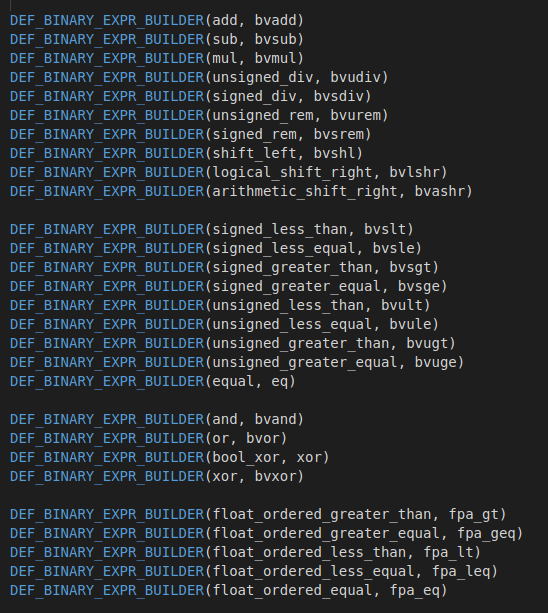 DEF_BINARY_EXPR_BUILDER(add, bvadd)
DEF_BINARY_EXPR_BUILDER(sub, bvsub)
DEF_BINARY_EXPR_BUILDER(mul, bvmul)
DEF_BINARY_EXPR_BUILDER(unsigned_div, bvudiv)
DEF_BINARY_EXPR_BUILDER(signed_div, bvsdiv)
DEF_BINARY_EXPR_BUILDER(unsigned_rem, bvurem)
DEF_BINARY_EXPR_BUILDER(signed_rem, bvsrem)
DEF_BINARY_EXPR_BUILDER(shift_left, bvshl)
DEF_BINARY_EXPR_BUILDER(logical_shift_right, bvlshr)
DEF_BINARY_EXPR_BUILDER(arithmetic_shift_right, bvashr)

DEF_BINARY_EXPR_BUILDER(signed_less_than, bvslt)
DEF_BINARY_EXPR_BUILDER(signed_less_equal, bvsle)
DEF_BINARY_EXPR_BUILDER(signed_greater_than, bvsgt)
DEF_BINARY_EXPR_BUILDER(signed_greater_equal, bvsge)
DEF_BINARY_EXPR_BUILDER(unsigned_less_than, bvult)
DEF_BINARY_EXPR_BUILDER(unsigned_less_equal, bvule)
DEF_BINARY_EXPR_BUILDER(unsigned_greater_than, bvugt)
DEF_BINARY_EXPR_BUILDER(unsigned_greater_equal, bvuge)
DEF_BINARY_EXPR_BUILDER(equal, eq)

DEF_BINARY_EXPR_BUILDER(and, bvand)
DEF_BINARY_EXPR_BUILDER(or, bvor)
DEF_BINARY_EXPR_BUILDER(bool_xor, xor)
DEF_BINARY_EXPR_BUILDER(xor, bvxor)

DEF_BINARY_EXPR_BUILDER(float_ordered_greater_than, fpa_gt)
DEF_BINARY_EXPR_BUILDER(float_ordered_greater_equal, fpa_geq)
DEF_BINARY_EXPR_BUILDER(float_ordered_less_than, fpa_lt)
DEF_BINARY_EXPR_BUILDER(float_ordered_less_equal, fpa_leq)
DEF_BINARY_EXPR_BUILDER(float_ordered_equal, fpa_eq)